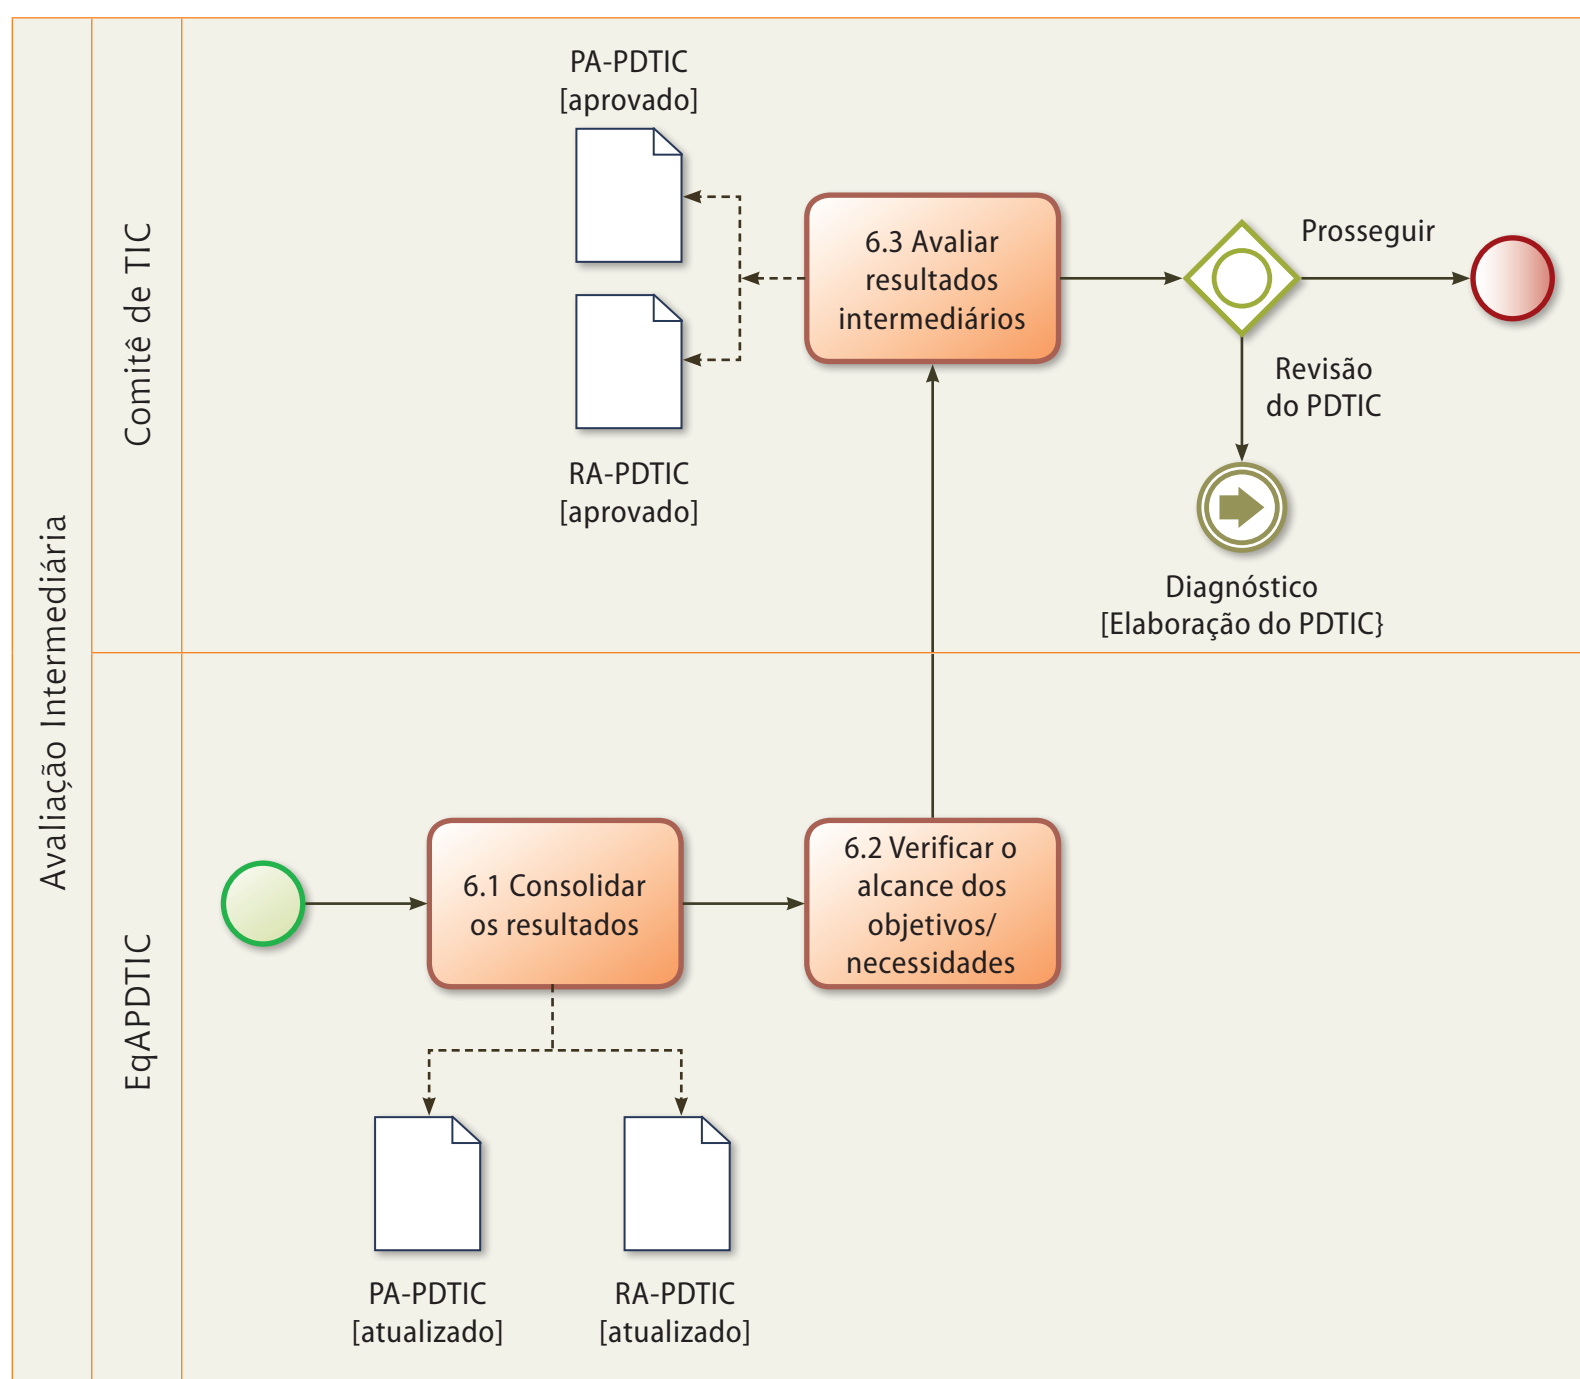 Avaliação Intermediária
Comitê de TIC
PA-PDTIC
[aprovado]
RA-PDTIC
[aprovado]
6.3 Avaliar
resultados
intermediários
Prosseguir
Revisão
do PDTIC
Diagnóstico
[Elaboração do PDTIC}
EqAPDTIC
6.1 Consolidar
os resultados
6.2 Verificar o
alcance dos
objetivos/
necessidades
PA-PDTIC
[atualizado]
RA-PDTIC
[atualizado]